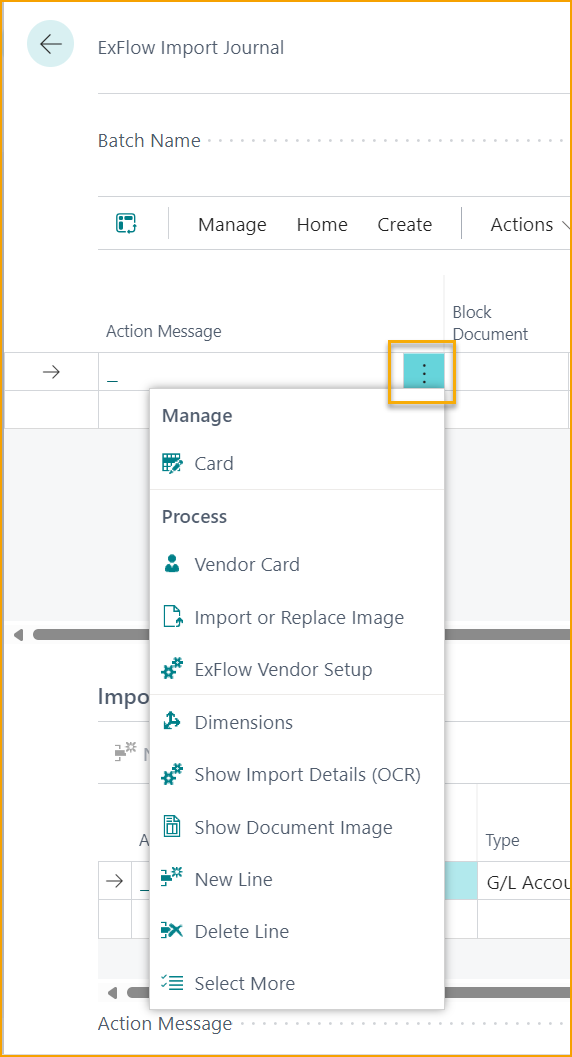 ExFlow Import Journal
Batch Name
Manage Home Create Actions
Action Message
Block
Document
_
Manage
Card
Process
Vendor Card
Import or Replace Image
ExFlow Vendor Setup
Impo
Dimensions
Show Import Details (OCR)
Show Document Image
Type
New Line
G/L Accou
Delete Line
Select More
Action Message